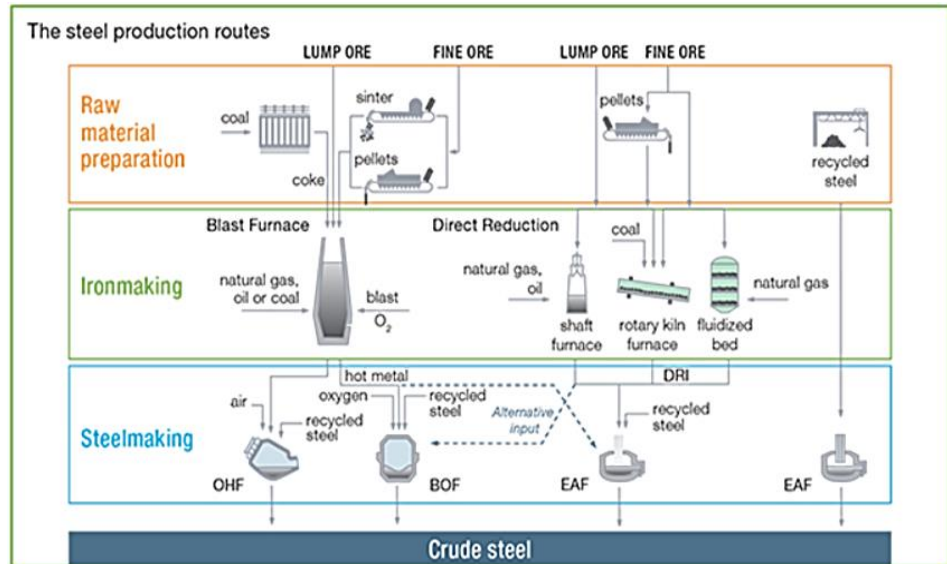 The steel production routes
LUMP ORE
FINE ORE
LUMP ORE
FINE ORE
Raw
material
preparation
coal
coke
sinter
pellets
pellets
recycled
steel
Ironmaking
Blast Furnace
natural gas,
oil or coal
blast
O₂
Direct Reduction
natural gas,
oil
coal
natural gas
shaft
furnace
rotary kiln
furnace
fluidized
bed
Steelmaking
hot metal
air
recycled
steel
oxygen
recycled
steel
Alternative
input
DRI
recycled
steel
OHF
BOF
EAF
EAF
Crude steel